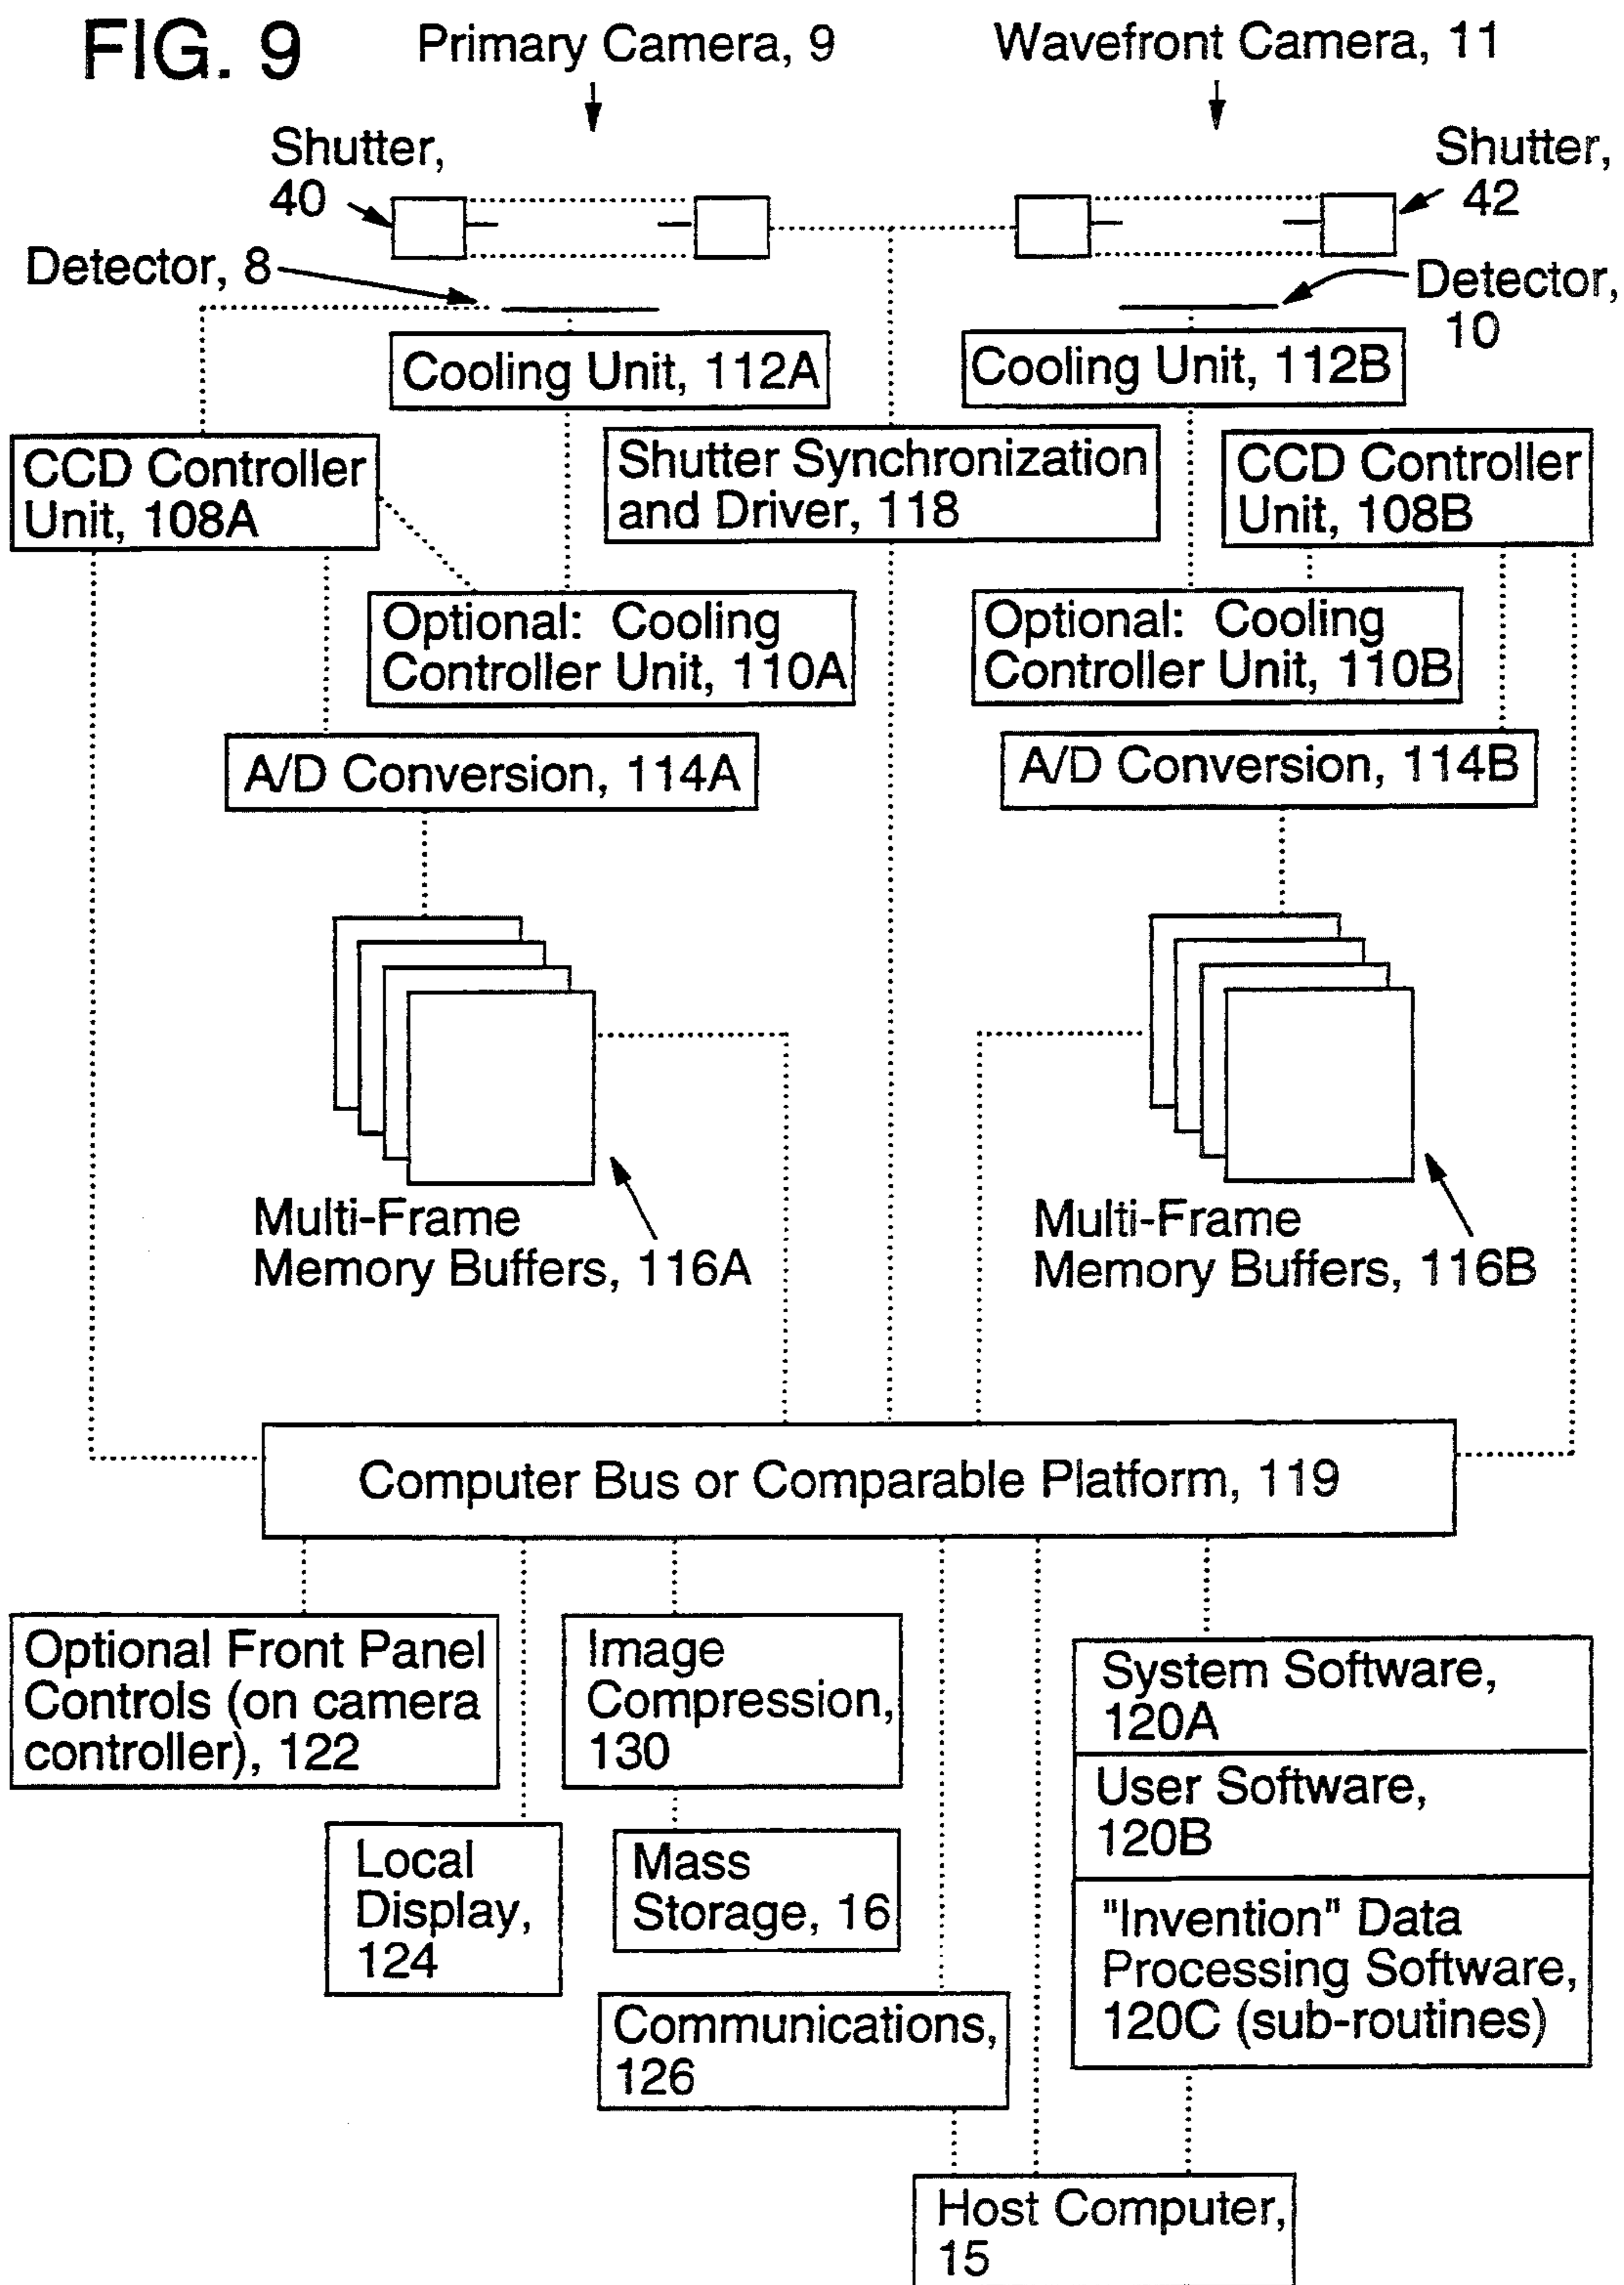 FIG. 9
Primary Camera, 9
Wavefront Camera, 11
Shutter,
40
Shutter,
42
Detector, 8
Detector,
10
Cooling Unit, 112A
Cooling Unit, 112B
CCD Controller
Unit, 108A
Shutter Synchronization
and Driver, 118
CCD Controller
Unit, 108B
Optional: Cooling
Controller Unit, 110A
Optional: Cooling
Controller Unit, 110B
A/D Conversion, 114A
A/D Conversion, 114B
Multi-Frame
Memory Buffers, 116A
Multi-Frame
Memory Buffers, 116B
Computer Bus or Comparable Platform, 119
Optional Front Panel
Controls (on camera
controller), 122
Image
Compression,
130
System Software,
120A
User Software,
120B
Local
Display,
124
Mass
Storage, 16
"Invention" Data
Processing Software,
120C (sub-routines)
Communications,
126
Host Computer,
15